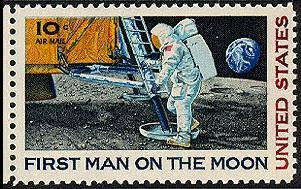 10c
AIR MAIL
UNITED STATES
FIRST MAN ON THE MOON